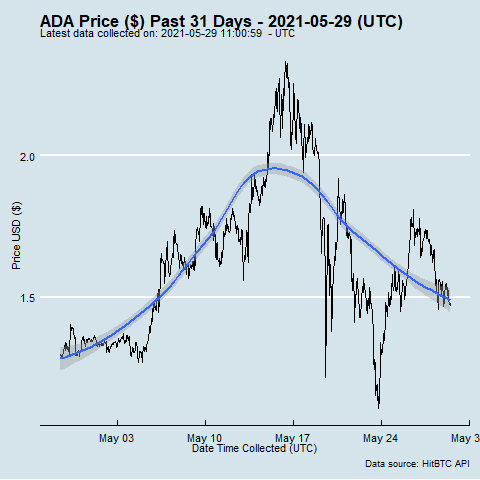 ADA Price ($) Past 31 Days - 2021-05-29 (UTC)
Latest data collected on: 2021-05-29 11:00:59 - UTC
Price USD ($)
2.0
1.5
May 03 May 10 May 17 May 24 May 3
Date Time Collected (UTC)
Data source: HitBTC API